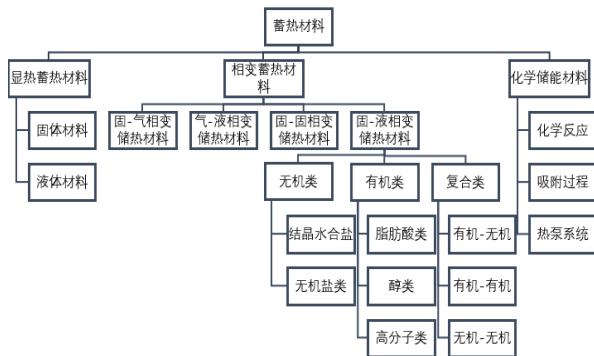 蓄热材料
显热蓄热材料
相变蓄热材
料
化学储能材料
固-气相变
储热材料
气-液相变
储热材料
固-固相变
储热材料
固-液相变
储热材料
固体材料
化学反应
液体材料
无机类
有机类
复合类
吸附过程
结晶水合盐
脂肪酸类
有机-无机
热泵系统
无机盐类
醇类
有机-有机
高分子类
无机-无机